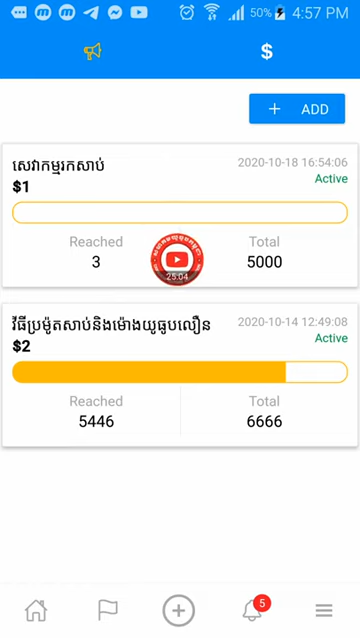 50% 4:57 PM
$
+ ADD
សេវាកម្មរកសាប់ 2020-10-18 16:54:06
$1 Active
Reached Total
3 5000
25:04
វីធីប្រម៉ូតសាប់និងម៉ោងយូធូបលឿន 2020-10-14 12:49:08
$2 Active
Reached Total
5446 6666
5